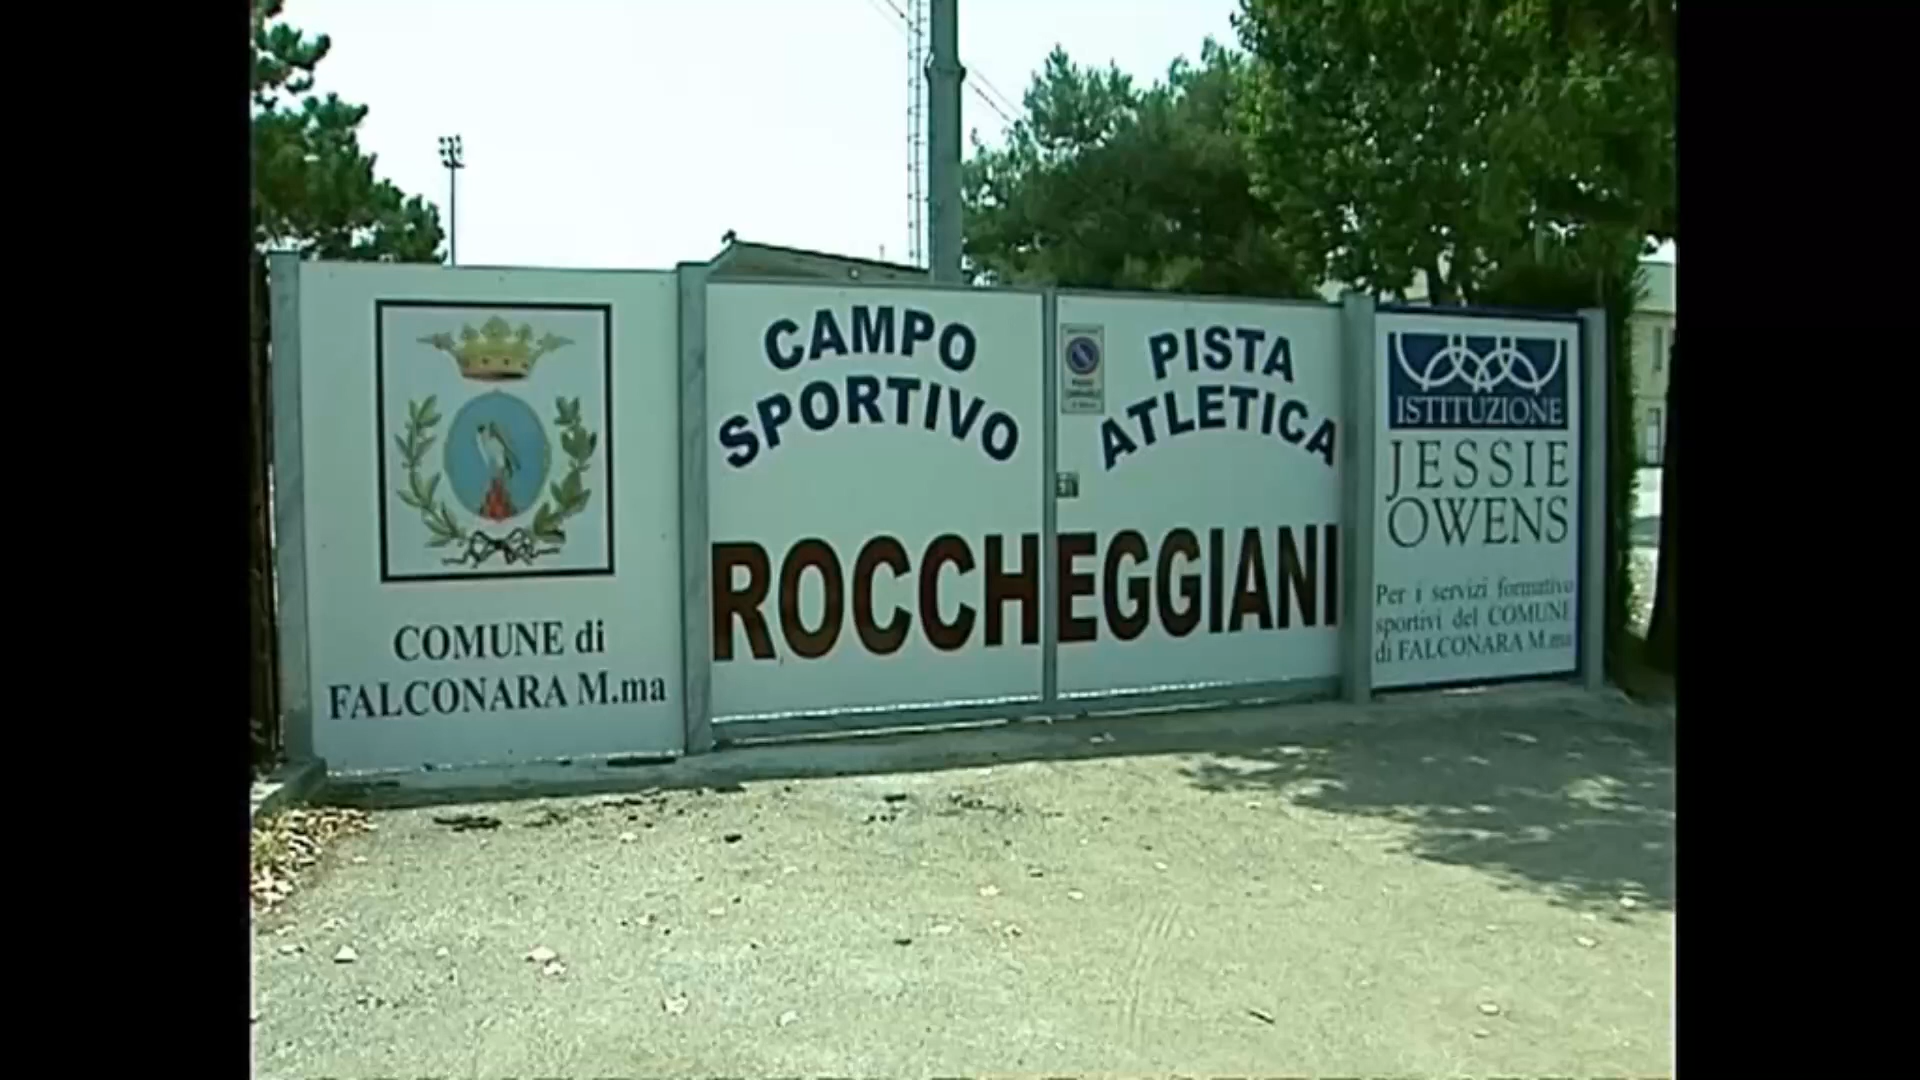 COMUNE di
FALCONARA M.ma
CAMPO
SPORTIVO
PISTA
ATLETICA
ROCCHEGGIANI
ISTITUZIONE
JESSIE
OWENS
Per i servizi formativo
sportivi del COMUNE
di FALCONARA M.ma